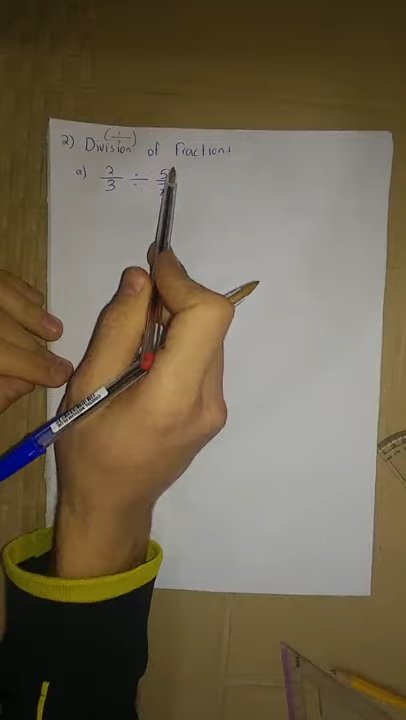 2) Division (÷) of Fractions
a) 2/3 ÷ 5/